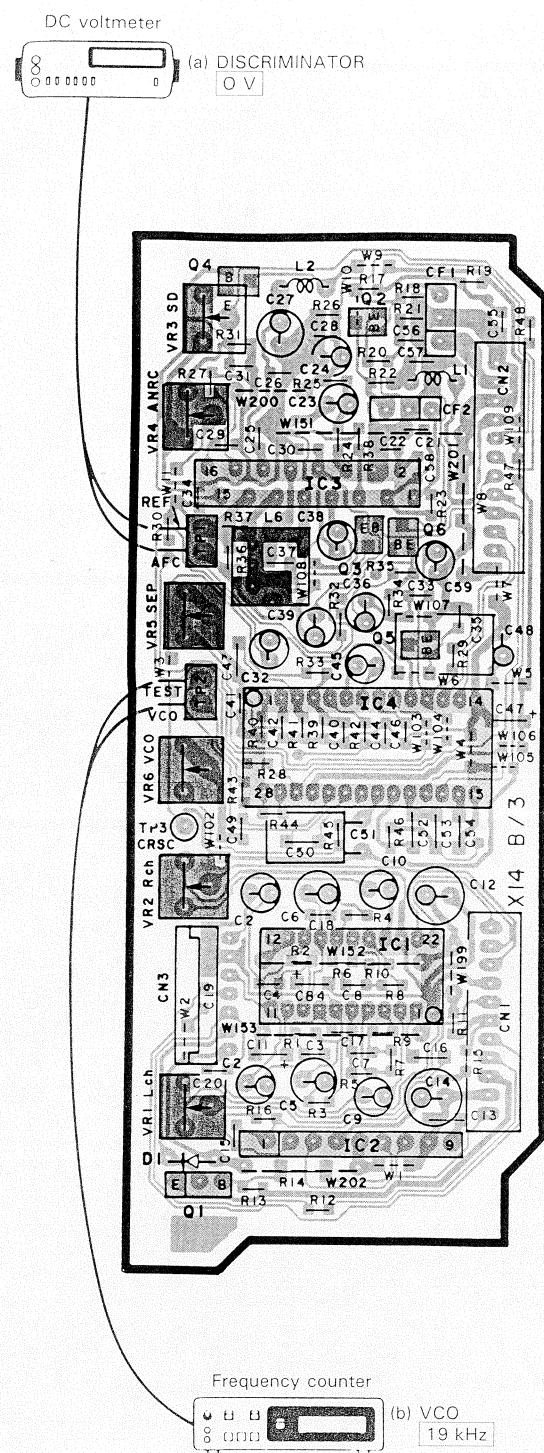 DC voltmeter
(a) DISCRIMINATOR
0 V
Q4
B
E
L2
W9
W10
R17
CF1
R19
VR3 SD
C27
R26
Q2
R18
R21
C55
R48
C28
BE
C56
R31
C24
R20
C57
C31
C26
R25
R22
L1
CN2
R27
W200
C23
CF2
VR4 ANRC
W151
W109
C29
C25
C30
R24
R38
C22
C21
C58
W201
R47
16
2
IC3
C34
15
1
R23
W8
REF
R30
TP1
R37
L6
C38
EB
Q6
BE
AFC
R36
C37
Q3
R35
W108
C36
R34
C33
C59
W7
VR5 SEP
R32
W107
C39
Q5
BE
C35
C48
R29
W3
R33
C45
W6
W5
C32
TEST
TP2
C41
1
IC4
14
C47
+
VCO
R40
C42
R41
R39
C40
R42
C44
C46
W103
W104
W4
W106
W105
VR6 VCO
R28
R43
28
15
TP3
CRSC
W102
C49
R44
R45
C51
R46
C52
C53
C54
C50
X14 B/3
VR2 Rch
C10
C12
C2
C6
C18
R4
12
IC1
22
R2
W152
CN3
R6
R10
W199
C19
+
W2
C4
C84
C8
R8
11
1
R11
CN1
W153
C11
R1
C3
C17
R9
C2
+
C7
R7
C16
R15
C20
R5
VR1 Lch
C5
R3
C9
C14
R16
C13
C15
1
IC2
9
D1
E
B
R14
W202
W1
R13
R12
Q1
Frequency counter
(b) VCO
19 kHz